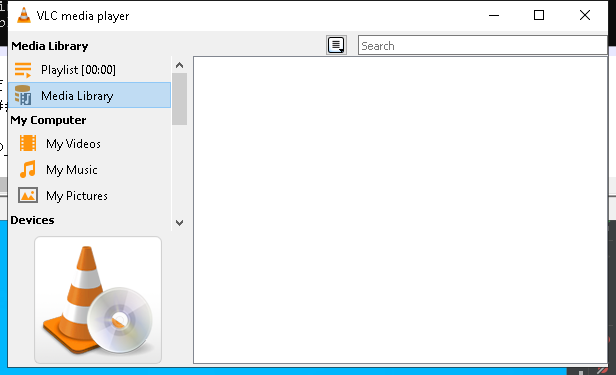 VLC media player
Media Library
Search
Playlist [00:00]
Media Library
My Computer
My Videos
My Music
My Pictures
Devices